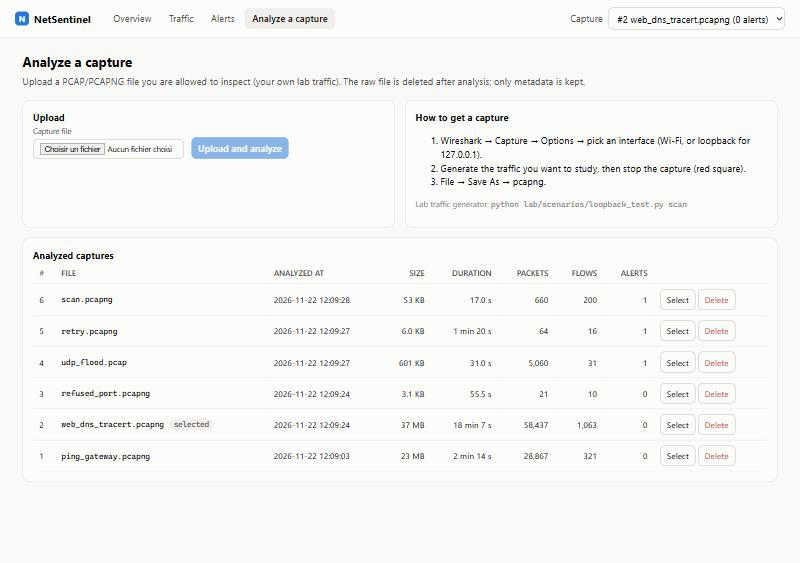 N NetSentinel Overview Traffic Alerts Analyze a capture Capture #2 web_dns_tracert.pcapng (0 alerts)
Analyze a capture
Upload a PCAP/PCAPNG file you are allowed to inspect (your own lab traffic). The raw file is deleted after analysis; only metadata is kept.
Upload
Capture file
Choisir un fichier Aucun fichier choisi Upload and analyze
How to get a capture
1. Wireshark → Capture → Options → pick an interface (Wi-Fi, or loopback for
127.0.0.1).
2. Generate the traffic you want to study, then stop the capture (red square).
3. File → Save As → pcapng.
Lab traffic generator: python lab/scenarios/loopback_test.py scan
Analyzed captures
# FILE ANALYZED AT SIZE DURATION PACKETS FLOWS ALERTS
6 scan.pcapng 2026-11-22 12:09:28 53 KB 17.0 s 660 200 1 Select Delete
5 retry.pcapng 2026-11-22 12:09:27 6.0 KB 1 min 20 s 64 16 1 Select Delete
4 udp_flood.pcap 2026-11-22 12:09:27 601 KB 31.0 s 5,060 31 1 Select Delete
3 refused_port.pcapng 2026-11-22 12:09:24 3.1 KB 55.5 s 21 10 0 Select Delete
2 web_dns_tracert.pcapng selected 2026-11-22 12:09:24 37 MB 18 min 7 s 58,437 1,063 0 Select Delete
1 ping_gateway.pcapng 2026-11-22 12:09:03 23 MB 2 min 14 s 28,867 321 0 Select Delete